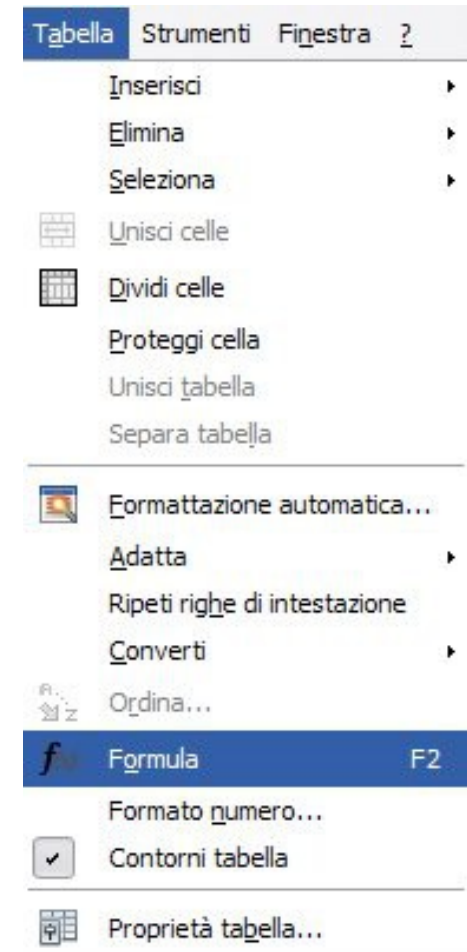 Tabella Strumenti Finestra ?
Inserisci
Elimina
Seleziona
Unisci celle
Dividi celle
Proteggi cella
Unisci tabella
Separa tabella
Formattazione automatica...
Adatta
Ripeti righe di intestazione
Converti
Ordina...
Formula F2
Formato numero...
Contorni tabella
Proprietà tabella...